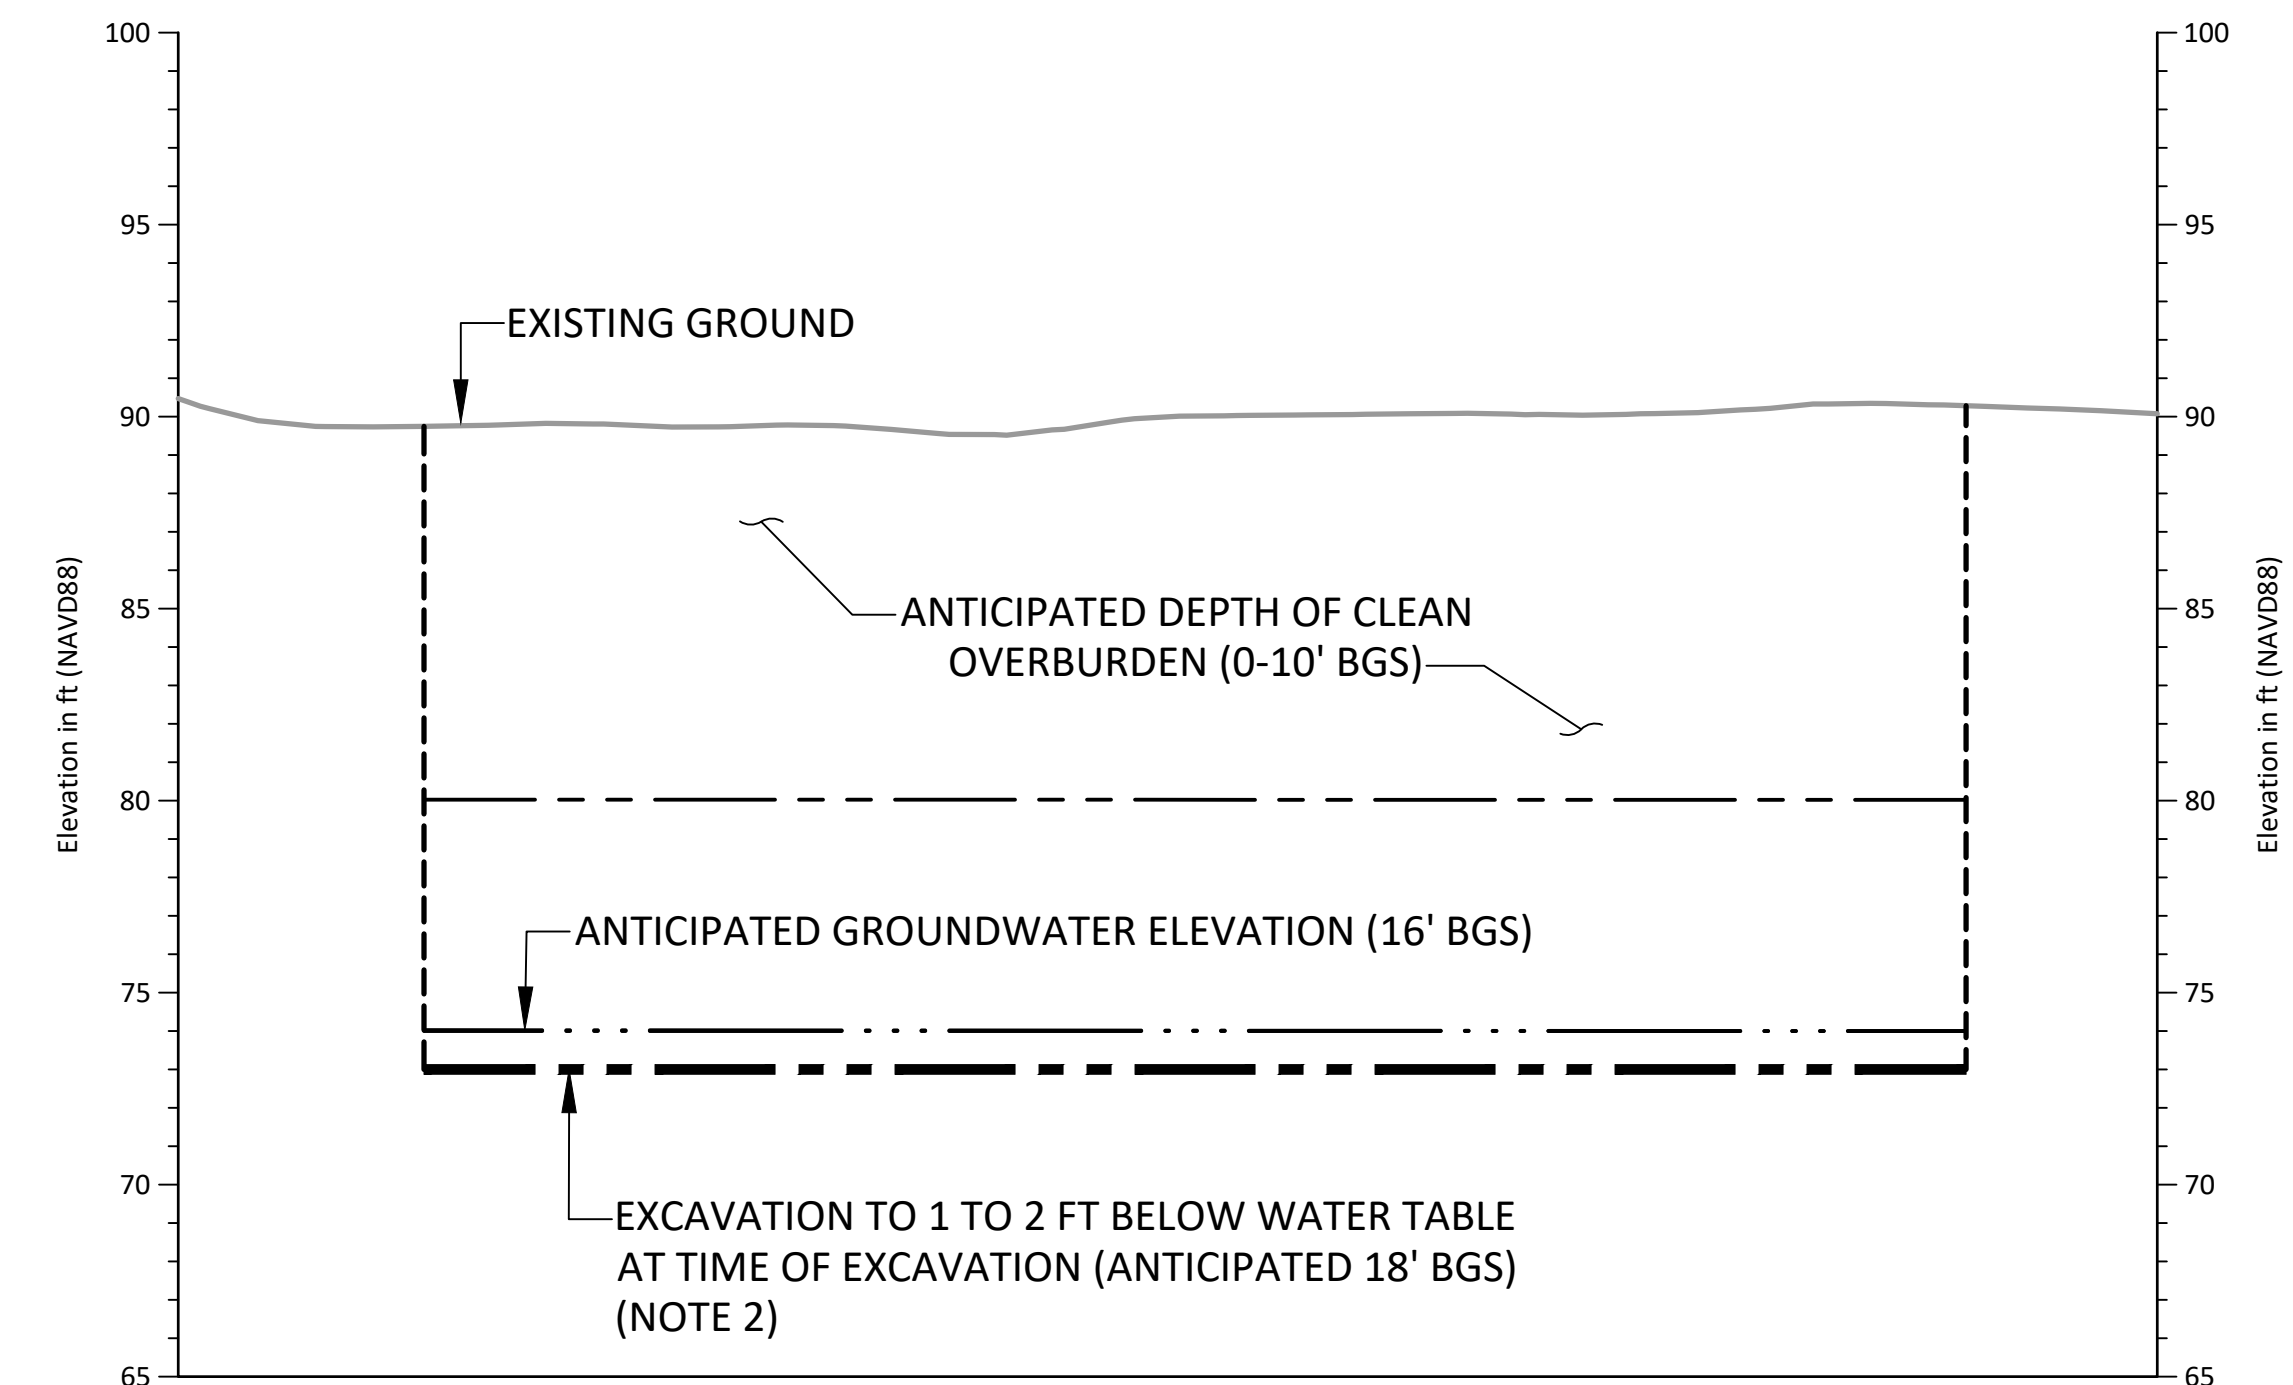 100
100
95
95
EXISTING GROUND
90
90
ANTICIPATED DEPTH OF CLEAN
OVERBURDEN (0-10' BGS)
85
85
Elevation in ft (NAVD88)
Elevation in ft (NAVD88)
80
80
ANTICIPATED GROUNDWATER ELEVATION (16' BGS)
75
75
70
70
EXCAVATION TO 1 TO 2 FT BELOW WATER TABLE
AT TIME OF EXCAVATION (ANTICIPATED 18' BGS)
(NOTE 2)
65
65